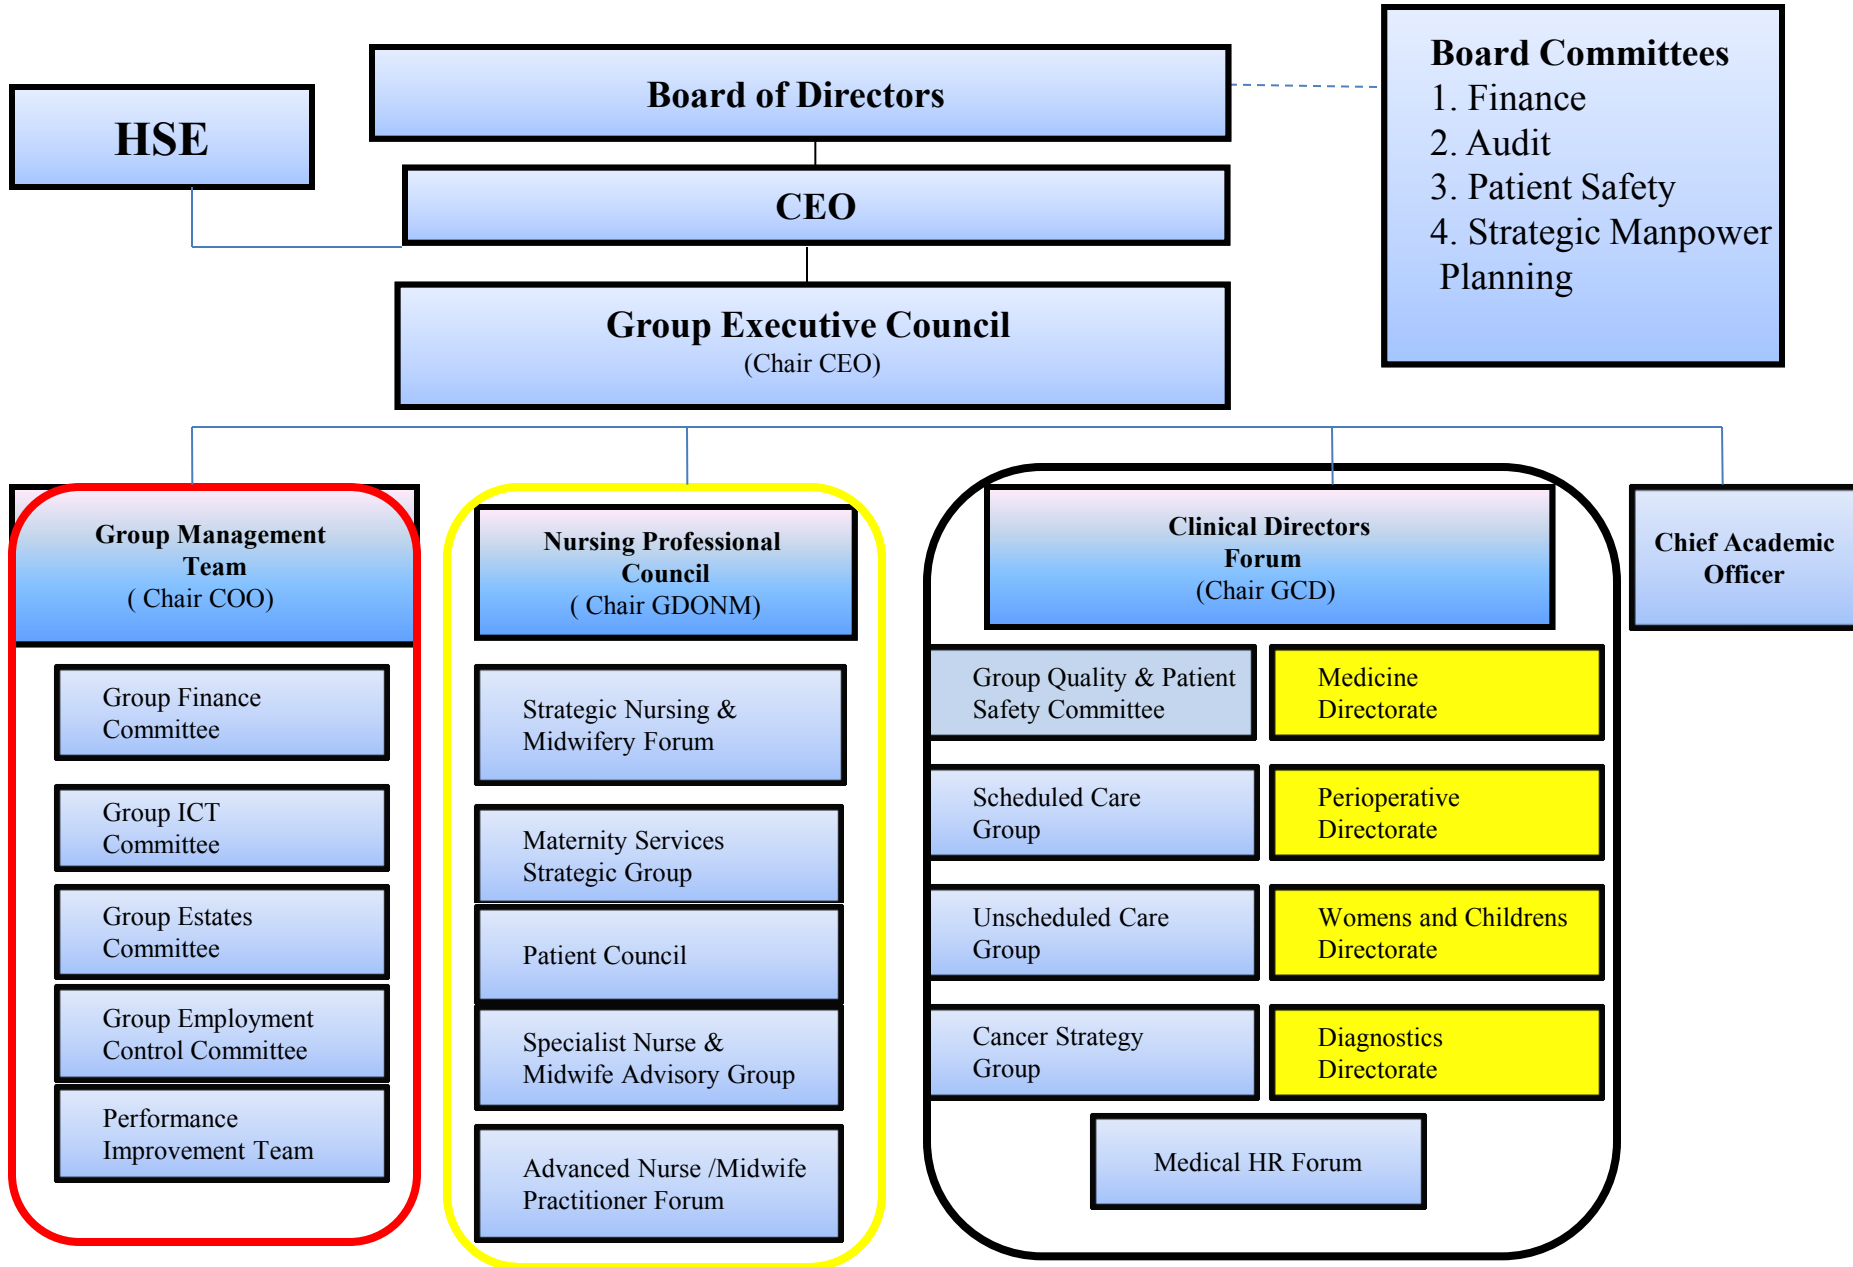 HSE
Board of Directors
CEO
Group Executive Council
(Chair CEO)
Board Committees
1. Finance
2. Audit
3. Patient Safety
4. Strategic Manpower
Planning
Group Management
Team
( Chair COO)
Group Finance
Committee
Group ICT
Committee
Group Estates
Committee
Group Employment
Control Committee
Performance
Improvement Team
Nursing Professional
Council
( Chair GDONM)
Strategic Nursing &
Midwifery Forum
Maternity Services
Strategic Group
Patient Council
Specialist Nurse &
Midwife Advisory Group
Advanced Nurse /Midwife
Practitioner Forum
Clinical Directors
Forum
(Chair GCD)
Group Quality & Patient
Safety Committee
Medicine
Directorate
Scheduled Care
Group
Perioperative
Directorate
Unscheduled Care
Group
Womens and Childrens
Directorate
Cancer Strategy
Group
Diagnostics
Directorate
Medical HR Forum
Chief Academic
Officer